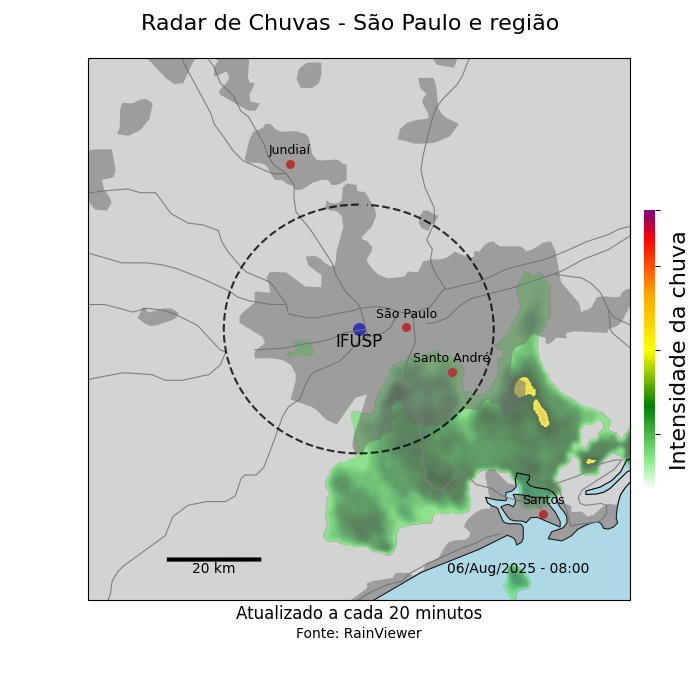 Radar de Chuvas - São Paulo e região
Jundiaí
São Paulo
IFUSP
Santo André
Santos
20 km
06/Aug/2025 - 08:00
Intensidade da chuva
Atualizado a cada 20 minutos
Fonte: RainViewer